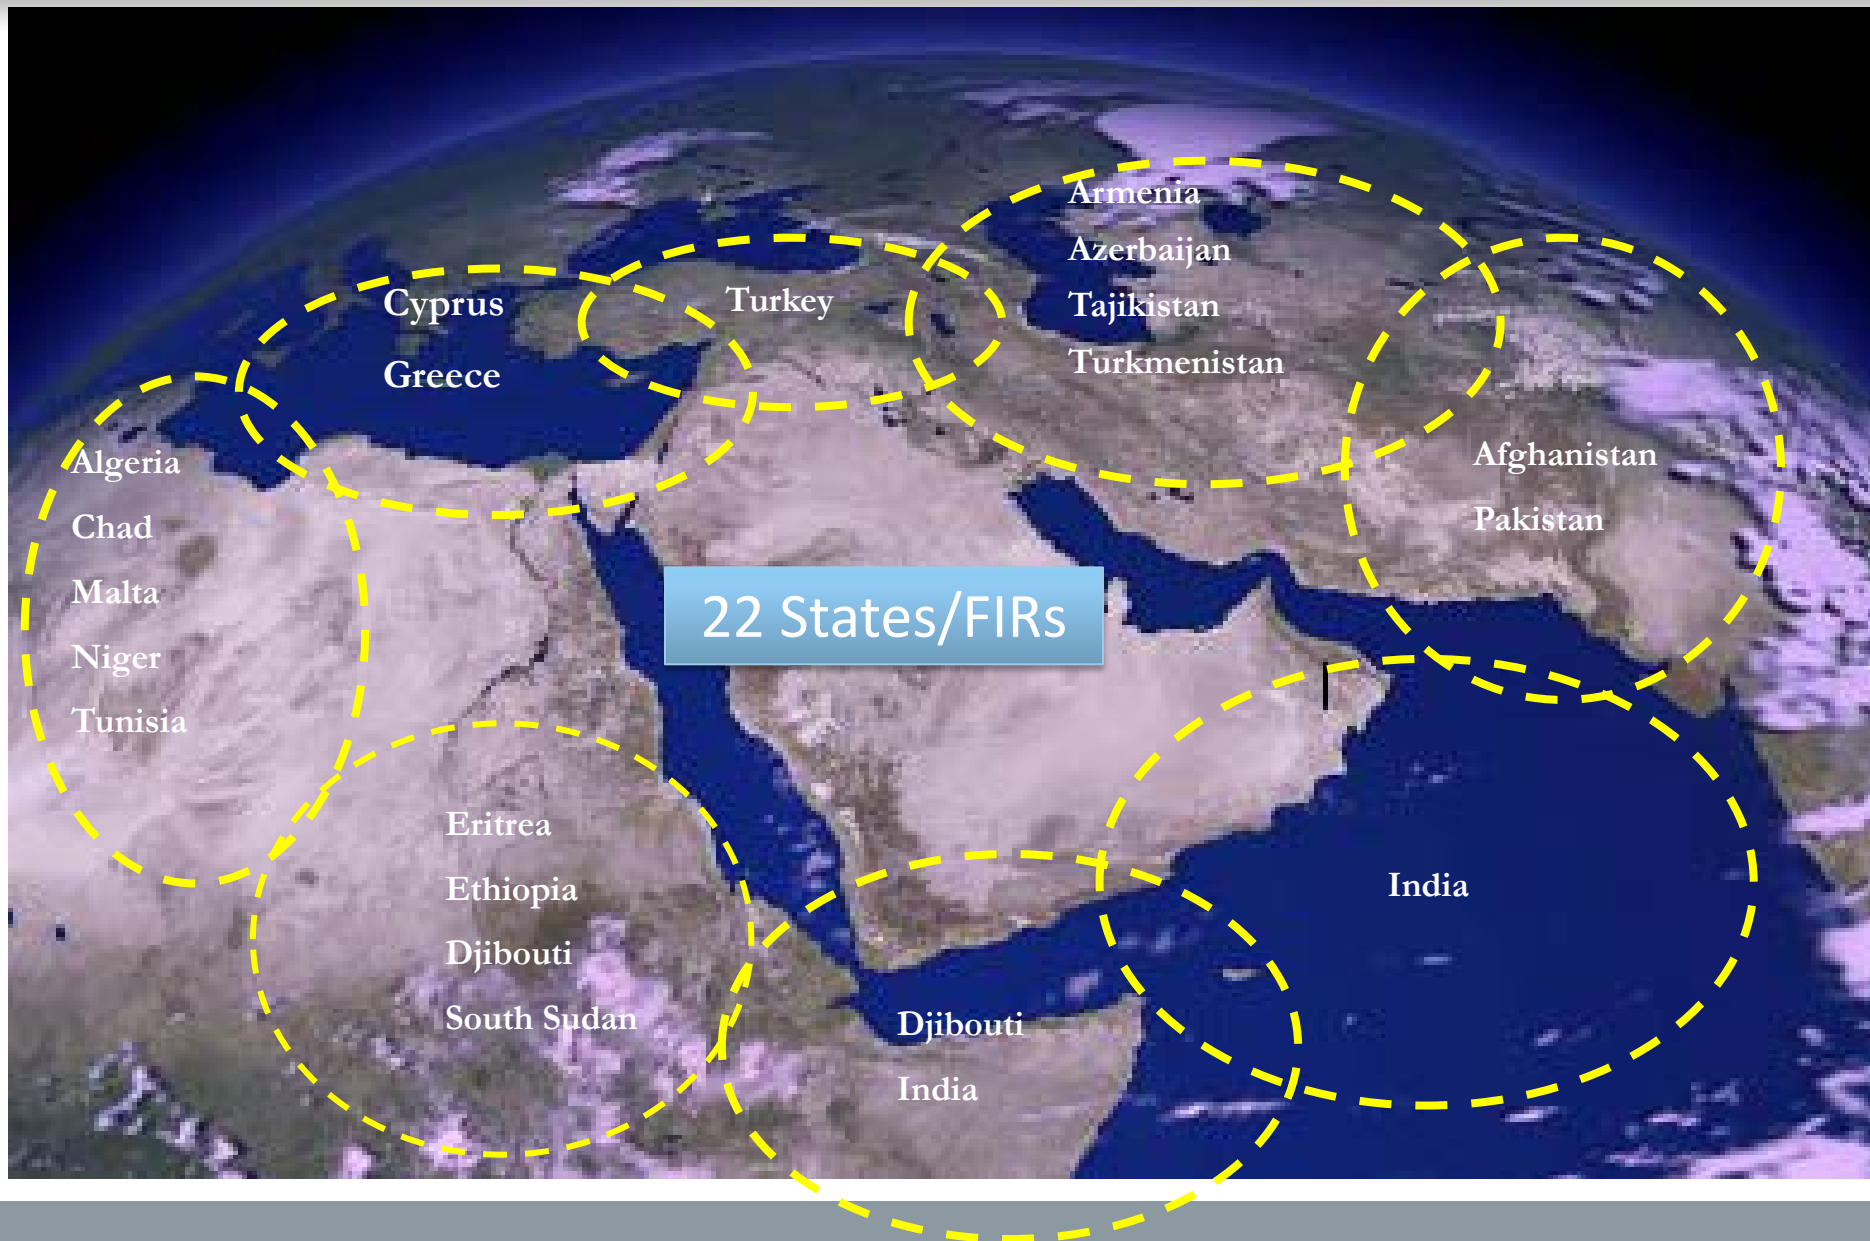 Armenia
Azerbaijan
Tajikistan
Turkmenistan
Cyprus
Greece
Turkey
Algeria
Chad
Malta
Niger
Tunisia
Afghanistan
Pakistan
22 States/FIRs
Eritrea
Ethiopia
Djibouti
South Sudan
Djibouti
India
India